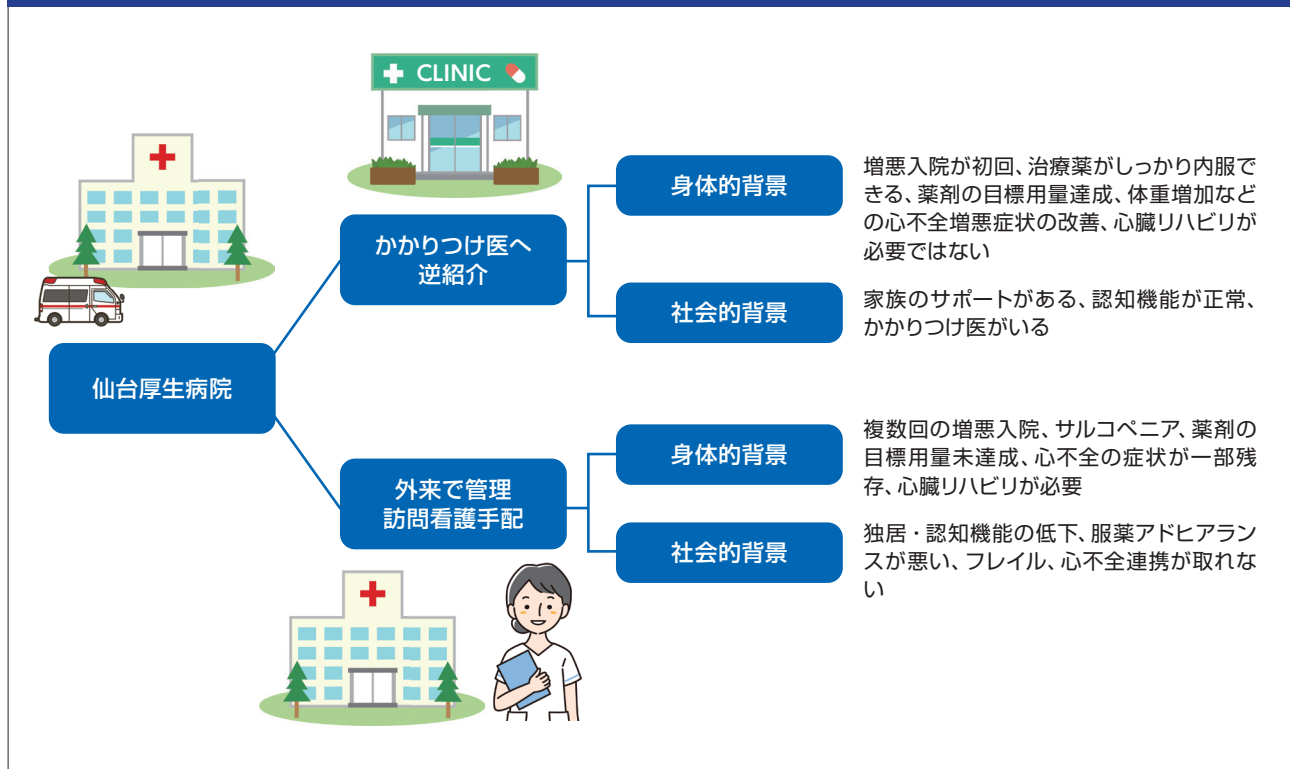 CLINIC
身体的背景
増悪入院が初回、治療薬がしっかり内服で
きる、薬剤の目標用量達成、体重増加など
の心不全増悪症状の改善、心臓リハビリが
必要ではない
かかりつけ医へ
逆紹介
社会的背景
家族のサポートがある、認知機能が正常、
かかりつけ医がいる
仙台厚生病院
身体的背景
複数回の増悪入院、サルコペニア、薬剤の
目標用量未達成、心不全の症状が一部残
存、心臓リハビリが必要
外来で管理
訪問看護手配
社会的背景
独居・認知機能の低下、服薬アドヒアラン
スが悪い、フレイル、心不全連携が取れな
い